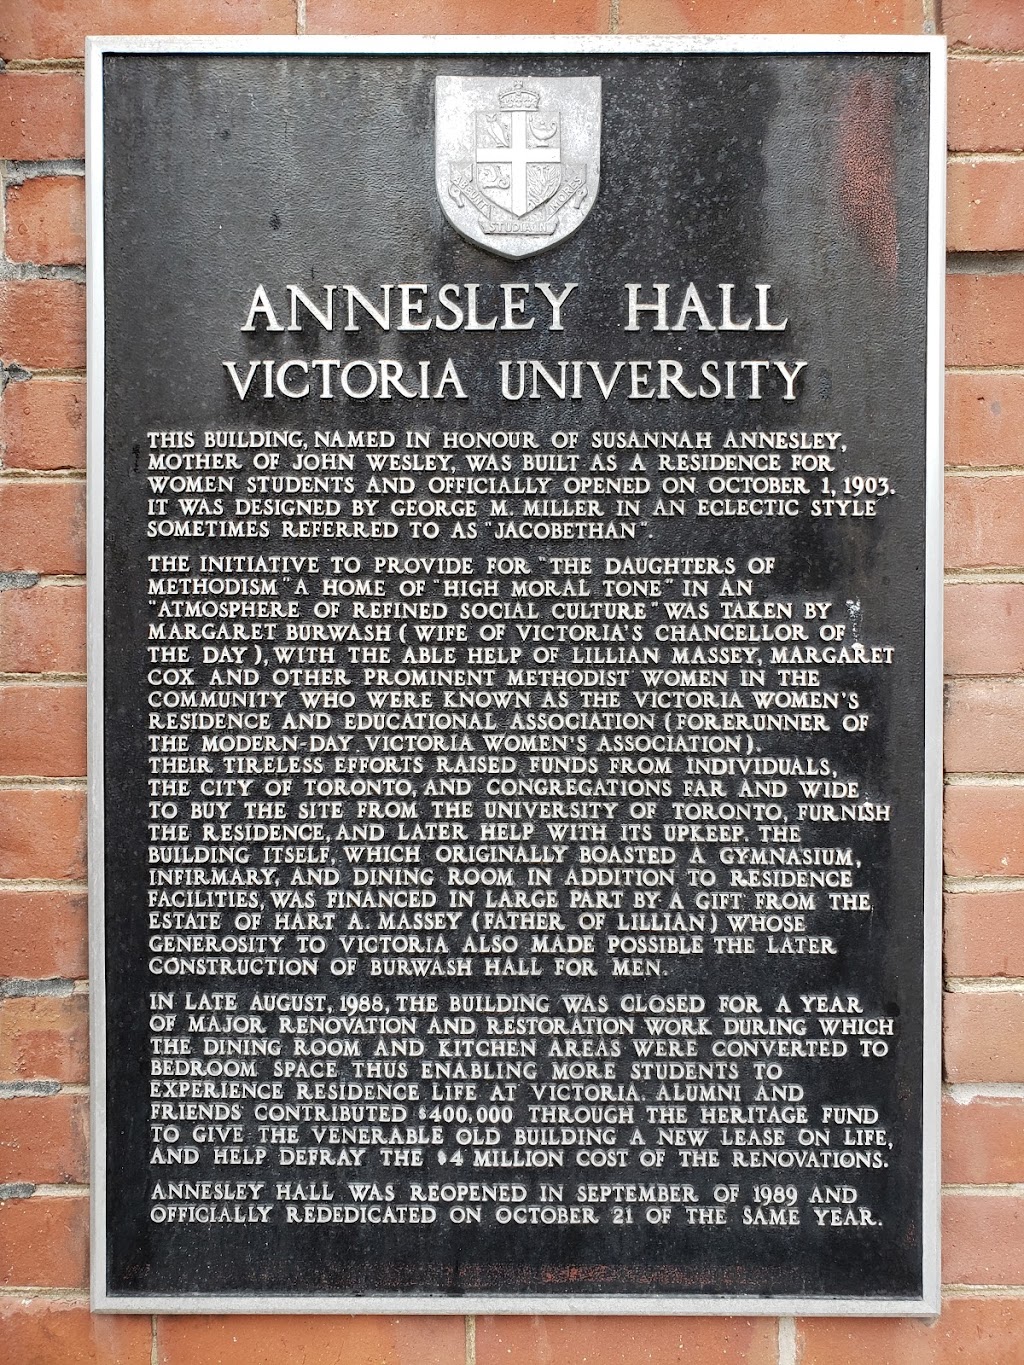 STUDIA IN
ANNESLEY HALL
VICTORIA UNIVERSITY
THIS BUILDING, NAMED IN HONOUR OF SUSANNAH ANNESLEY,
MOTHER OF JOHN WESLEY, WAS BUILT AS A RESIDENCE FOR
WOMEN STUDENTS AND OFFICIALLY OPENED ON OCTOBER 1, 1903.
IT WAS DESIGNED BY GEORGE M. MILLER IN AN ECLECTIC STYLE
SOMETIMES REFERRED TO AS "JACOBETHAN".
THE INITIATIVE TO PROVIDE FOR "THE DAUGHTERS OF
METHODISM" A HOME OF "HIGH MORAL TONE" IN AN
"ATMOSPHERE OF REFINED SOCIAL CULTURE" WAS TAKEN BY
MARGARET BURWASH (WIFE OF VICTORIA'S CHANCELLOR OF
THE DAY), WITH THE ABLE HELP OF LILLIAN MASSEY, MARGARET
COX AND OTHER PROMINENT METHODIST WOMEN IN THE
COMMUNITY WHO WERE KNOWN AS THE VICTORIA WOMEN'S
RESIDENCE AND EDUCATIONAL ASSOCIATION (FORERUNNER OF
THE MODERN-DAY VICTORIA WOMEN'S ASSOCIATION).
THEIR TIRELESS EFFORTS RAISED FUNDS FROM INDIVIDUALS,
THE CITY OF TORONTO, AND CONGREGATIONS FAR AND WIDE
TO BUY THE SITE FROM THE UNIVERSITY OF TORONTO, FURNISH
THE RESIDENCE, AND LATER HELP WITH ITS UPKEEP. THE
BUILDING ITSELF, WHICH ORIGINALLY BOASTED A GYMNASIUM,
INFIRMARY, AND DINING ROOM IN ADDITION TO RESIDENCE
FACILITIES, WAS FINANCED IN LARGE PART BY A GIFT FROM THE
ESTATE OF HART A. MASSEY (FATHER OF LILLIAN) WHOSE
GENEROSITY TO VICTORIA ALSO MADE POSSIBLE THE LATER
CONSTRUCTION OF BURWASH HALL FOR MEN.
IN LATE AUGUST, 1988, THE BUILDING WAS CLOSED FOR A YEAR
OF MAJOR RENOVATION AND RESTORATION WORK DURING WHICH
THE DINING ROOM AND KITCHEN AREAS WERE CONVERTED TO
BEDROOM SPACE THUS ENABLING MORE STUDENTS TO
EXPERIENCE RESIDENCE LIFE AT VICTORIA. ALUMNI AND
FRIENDS CONTRIBUTED $400,000 THROUGH THE HERITAGE FUND
TO GIVE THE VENERABLE OLD BUILDING A NEW LEASE ON LIFE,
AND HELP DEFRAY THE $4 MILLION COST OF THE RENOVATIONS.
ANNESLEY HALL WAS REOPENED IN SEPTEMBER OF 1989 AND
OFFICIALLY REDEDICATED ON OCTOBER 21 OF THE SAME YEAR.